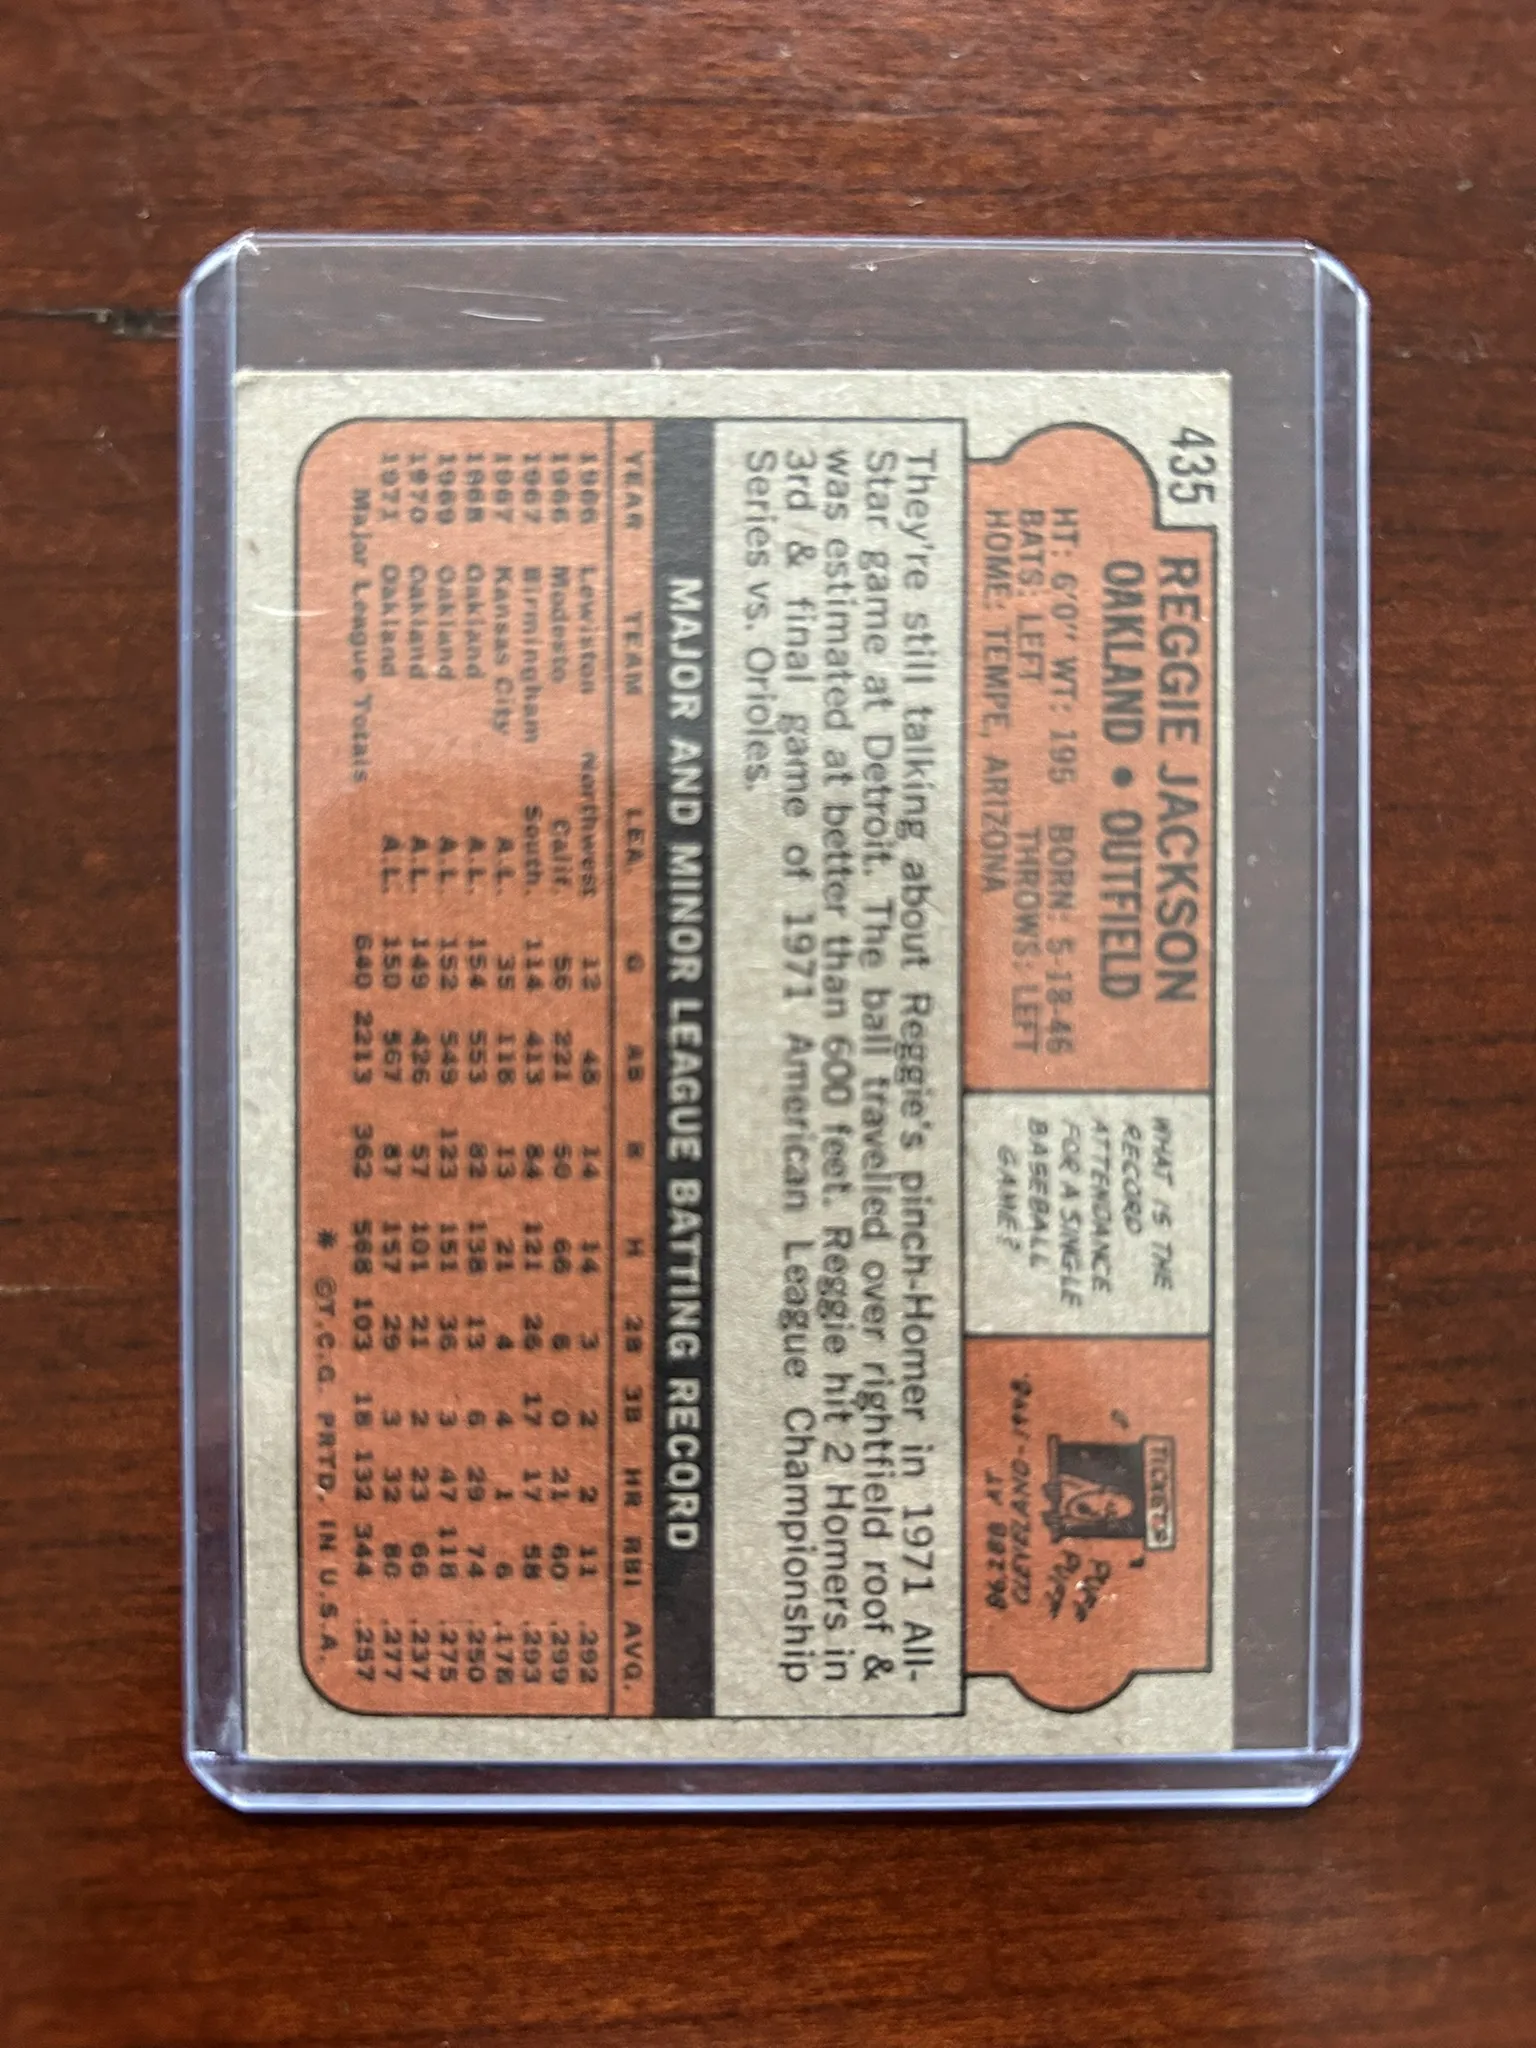 435
REGGIE JACKSON
OAKLAND • OUTFIELD
HT: 6'0" WT: 195 BORN: 5-18-46
BATS: LEFT THROWS: LEFT
HOME: TEMPE, ARIZONA
WHAT IS THE
RECORD
ATTENDANCE
FOR A SINGLE
BASEBALL
GAME?
TICKETS
PUFF
PUFF
84,288
AT
CLEVELAND-1948.
They're still talking about Reggie's pinch-Homer in 1971 All-
Star game at Detroit. The ball travelled over rightfield roof &
was estimated at better than 600 feet. Reggie hit 2 Homers in
3rd & final game of 1971 American League Championship
Series vs. Orioles.
MAJOR AND MINOR LEAGUE BATTING RECORD
YEAR TEAM LEA. G AB R H 2B 3B HR RBI AVG.
1966 Lewiston Northwest 12 48 14 14 3 2 2 11 .292
1966 Modesto Calif. 56 221 50 66 6 0 21 60 .299
1967 Birmingham South. 114 413 84 121 26 17 17 58 .293
1967 Kansas City A.L. 35 118 13 21 4 4 1 6 .178
1968 Oakland A.L. 154 553 82 138 13 6 29 74 .250
1969 Oakland A.L. 152 549 123 151 36 3 47 118 .275
1970 Oakland A.L. 149 426 57 101 21 2 23 66 .237
1971 Oakland A.L. 150 567 87 157 29 3 32 80 .277
Major League Totals 640 2213 362 568 103 18 132 344 .257
* ©T.C.G. PRTD. IN U.S.A.